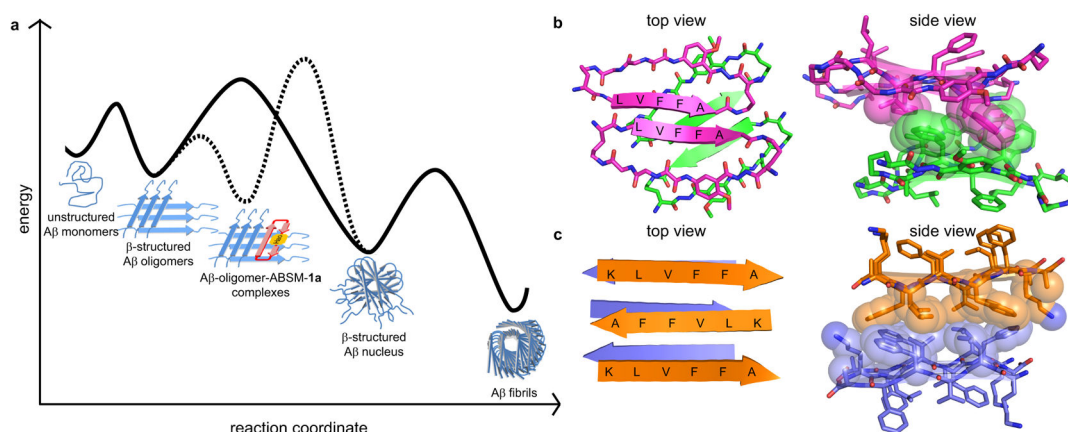 a
energy
unstructured
Aβ monomers
β-structured
Aβ oligomers
Aβ-oligomer-ABSM-1a
complexes
β-structured
Aβ nucleus
Aβ fibrils
reaction coordinate
b
top view
side view
L V F F A
L V F F A
c
top view
side view
K L V F F A
A F F V L K
K L V F F A